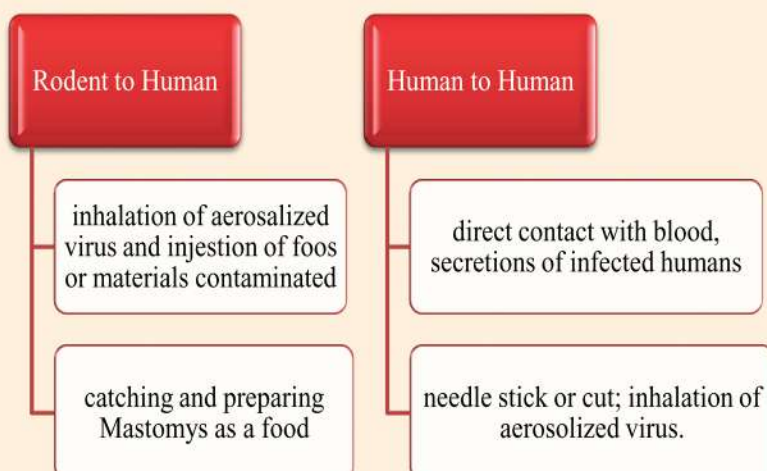 Rodent to Human
inhalation of aerosalized
virus and injestion of foos
or materials contaminated
catching and preparing
Mastomys as a food
Human to Human
direct contact with blood,
secretions of infected humans
needle stick or cut; inhalation of
aerosolized virus.